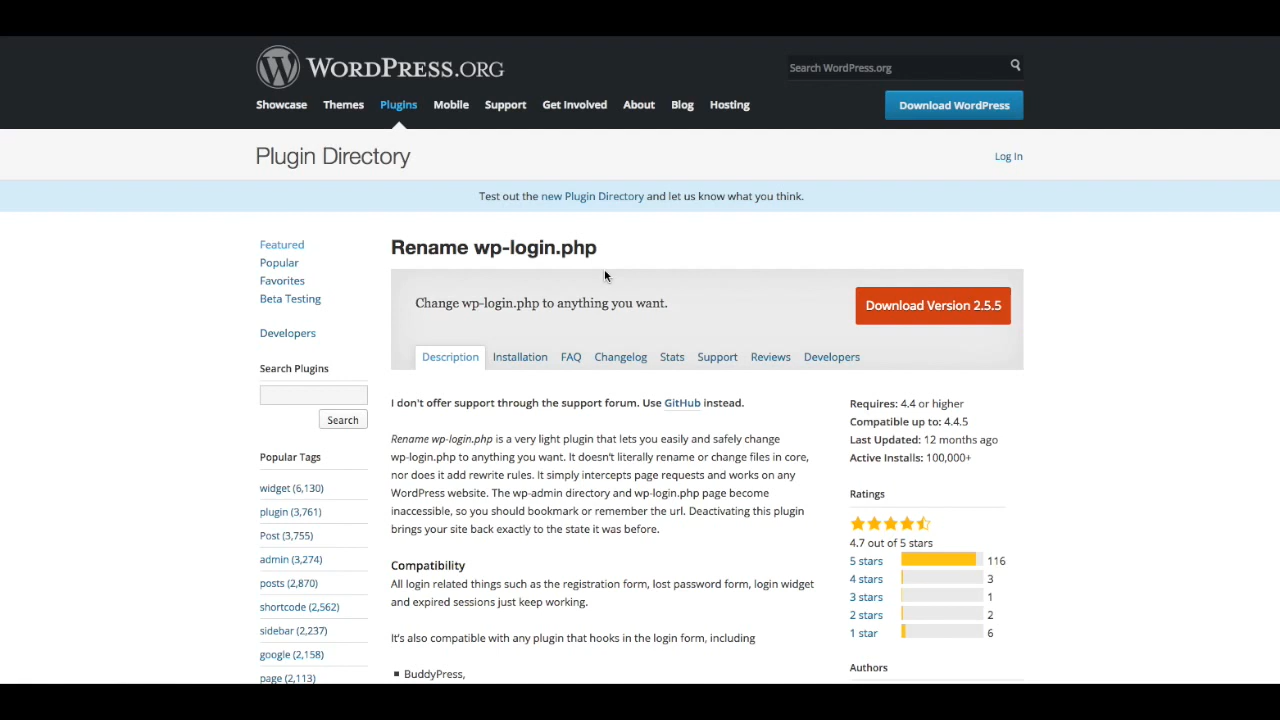 WORDPRESS.ORG
Search WordPress.org
Showcase Themes Plugins Mobile Support Get Involved About Blog Hosting
Download WordPress
Plugin Directory
Log In
Test out the new Plugin Directory and let us know what you think.
Featured
Popular
Favorites
Beta Testing
Developers
Search Plugins
Search
Popular Tags
widget (6,130)
plugin (3,761)
Post (3,755)
admin (3,274)
posts (2,870)
shortcode (2,562)
sidebar (2,237)
google (2,158)
page (2,113)
Rename wp-login.php
Change wp-login.php to anything you want.
Download Version 2.5.5
Description Installation FAQ Changelog Stats Support Reviews Developers
I don't offer support through the support forum. Use GitHub instead.
Rename wp-login.php is a very light plugin that lets you easily and safely change
wp-login.php to anything you want. It doesn't literally rename or change files in core,
nor does it add rewrite rules. It simply intercepts page requests and works on any
WordPress website. The wp-admin directory and wp-login.php page become
inaccessible, so you should bookmark or remember the url. Deactivating this plugin
brings your site back exactly to the state it was before.
Compatibility
All login related things such as the registration form, lost password form, login widget
and expired sessions just keep working.
It's also compatible with any plugin that hooks in the login form, including
BuddyPress,
Requires: 4.4 or higher
Compatible up to: 4.4.5
Last Updated: 12 months ago
Active Installs: 100,000+
Ratings
4.7 out of 5 stars
5 stars 116
4 stars 3
3 stars 1
2 stars 2
1 star 6
Authors